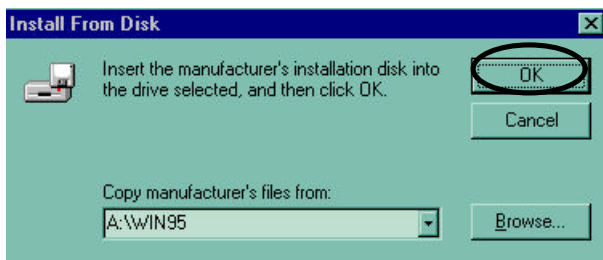 Install From Disk
Insert the manufacturer's installation disk into
the drive selected, and then click OK.
OK
Cancel
Copy manufacturer's files from:
A:\WIN95
Browse...